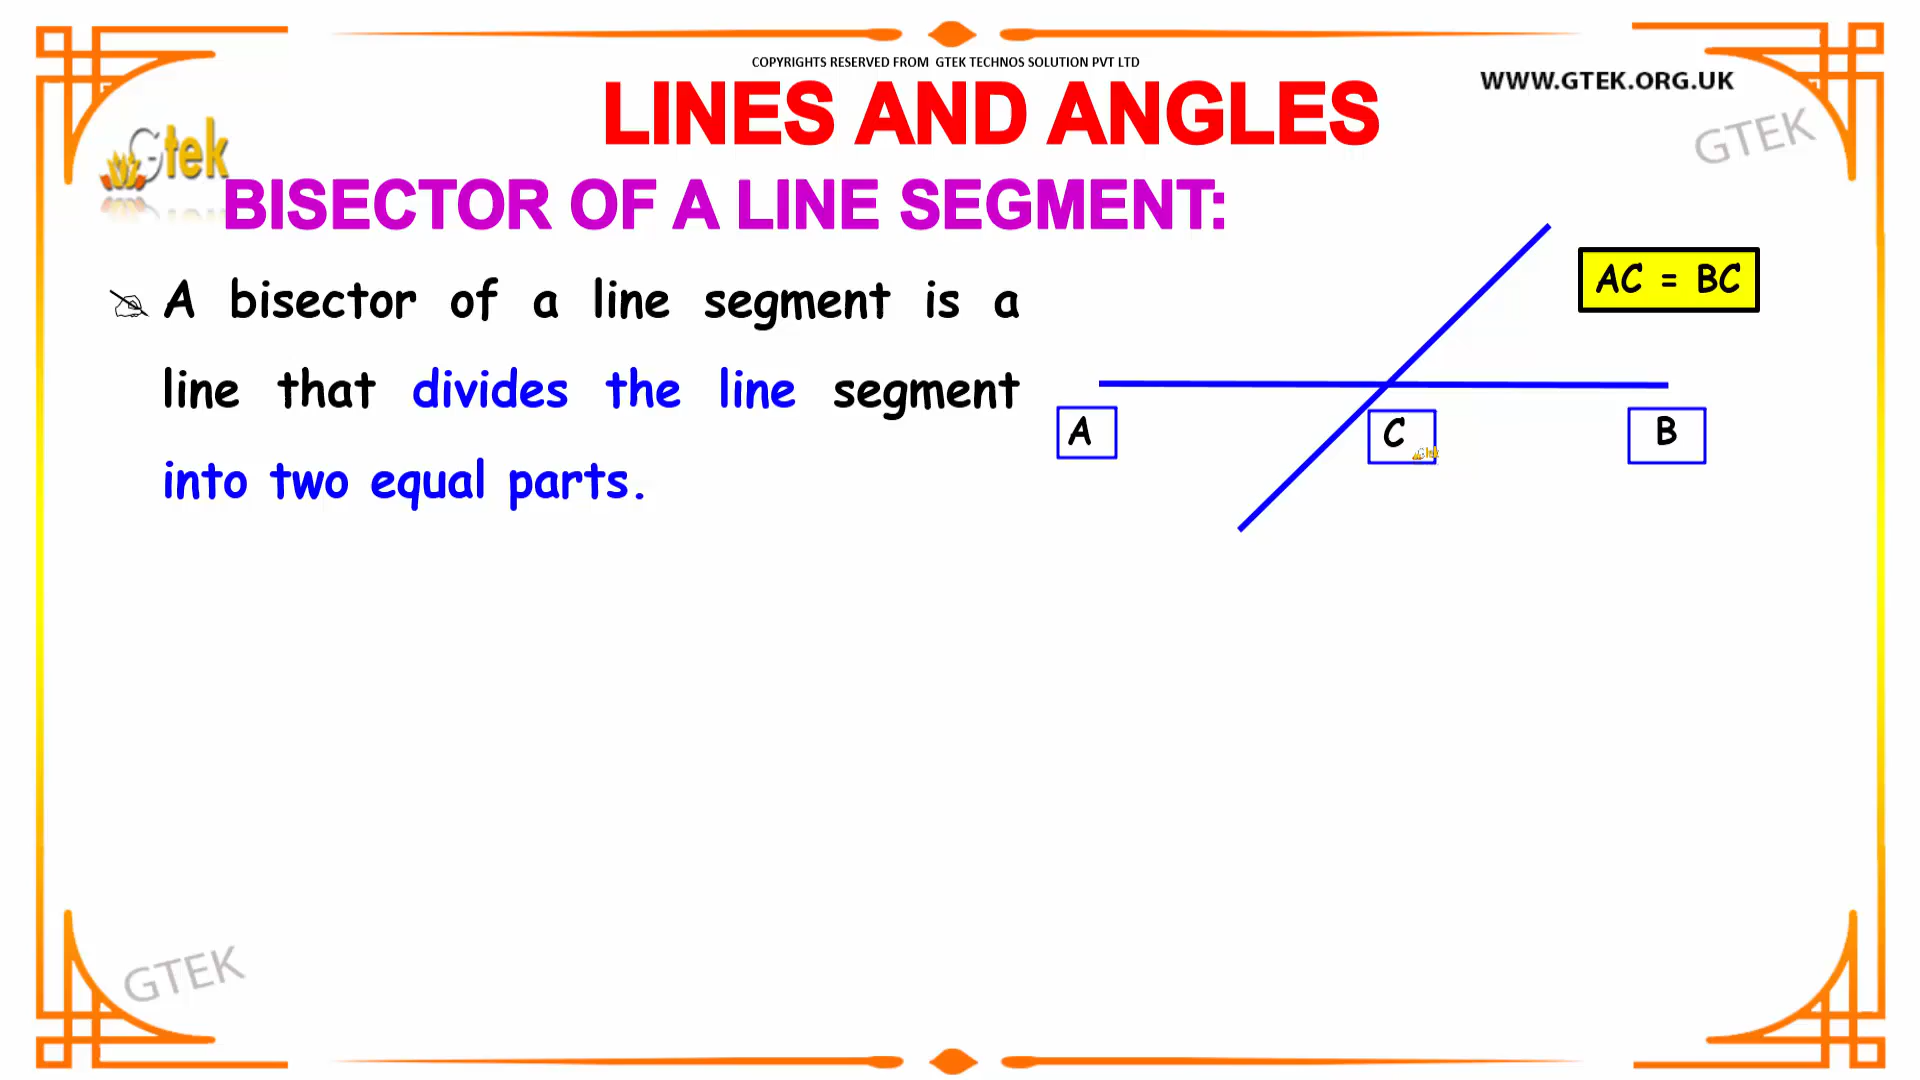 COPYRIGHTS RESERVED FROM GTEK TECHNOS SOLUTION PVT LTD
WWW.GTEK.ORG.UK
LINES AND ANGLES
GTEK
Gtek
BISECTOR OF A LINE SEGMENT:
A bisector of a line segment is a
line that divides the line segment
into two equal parts.
AC = BC
A
C
Gtek
B
GTEK